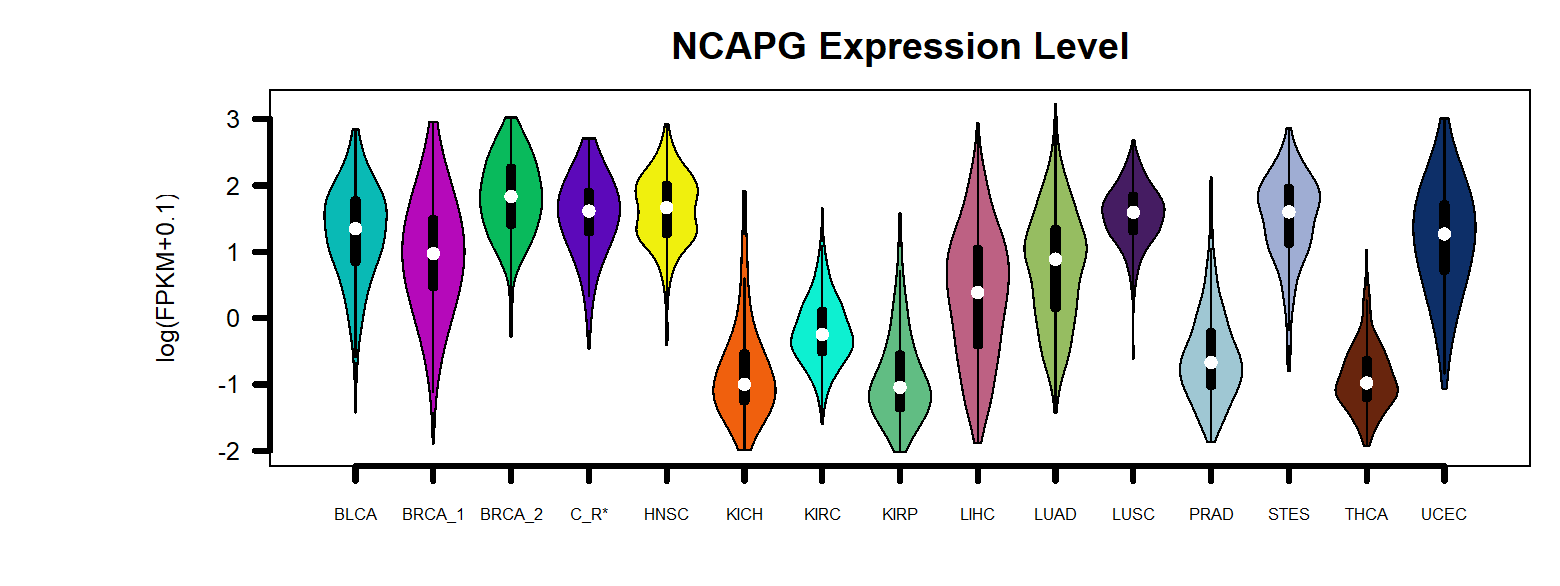 NCAPG Expression Level
log(FPKM+0.1)
3
2
1
0
-1
-2
BLCA BRCA_1 BRCA_2 C_R* HNSC KICH KIRC KIRP LIHC LUAD LUSC PRAD STES THCA UCEC